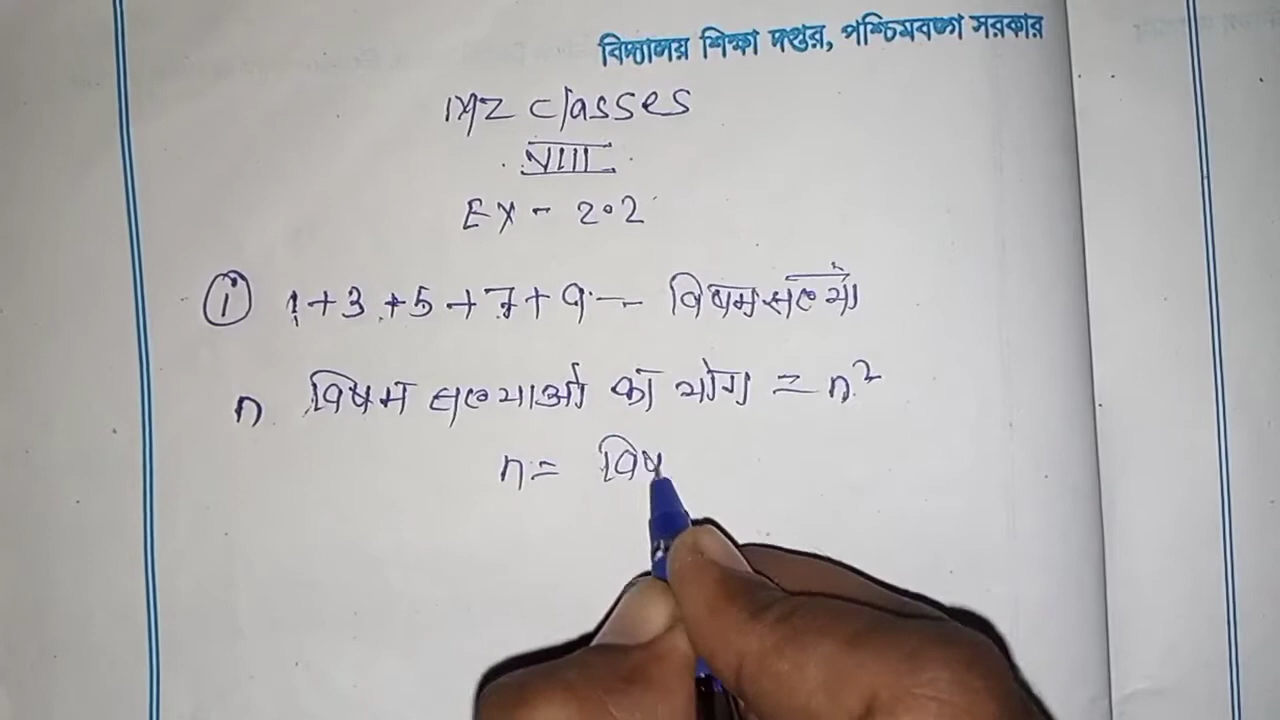 বিদ্যালয় শিক্ষা দপ্তর, পশ্চিমবঙ্গ সরকার
XYZ classes
VIII
EX - 2.2
i 1+3+5+7+9 -- विषम संख्याे
n विषम संख्याओ का योग = n²
n = विष